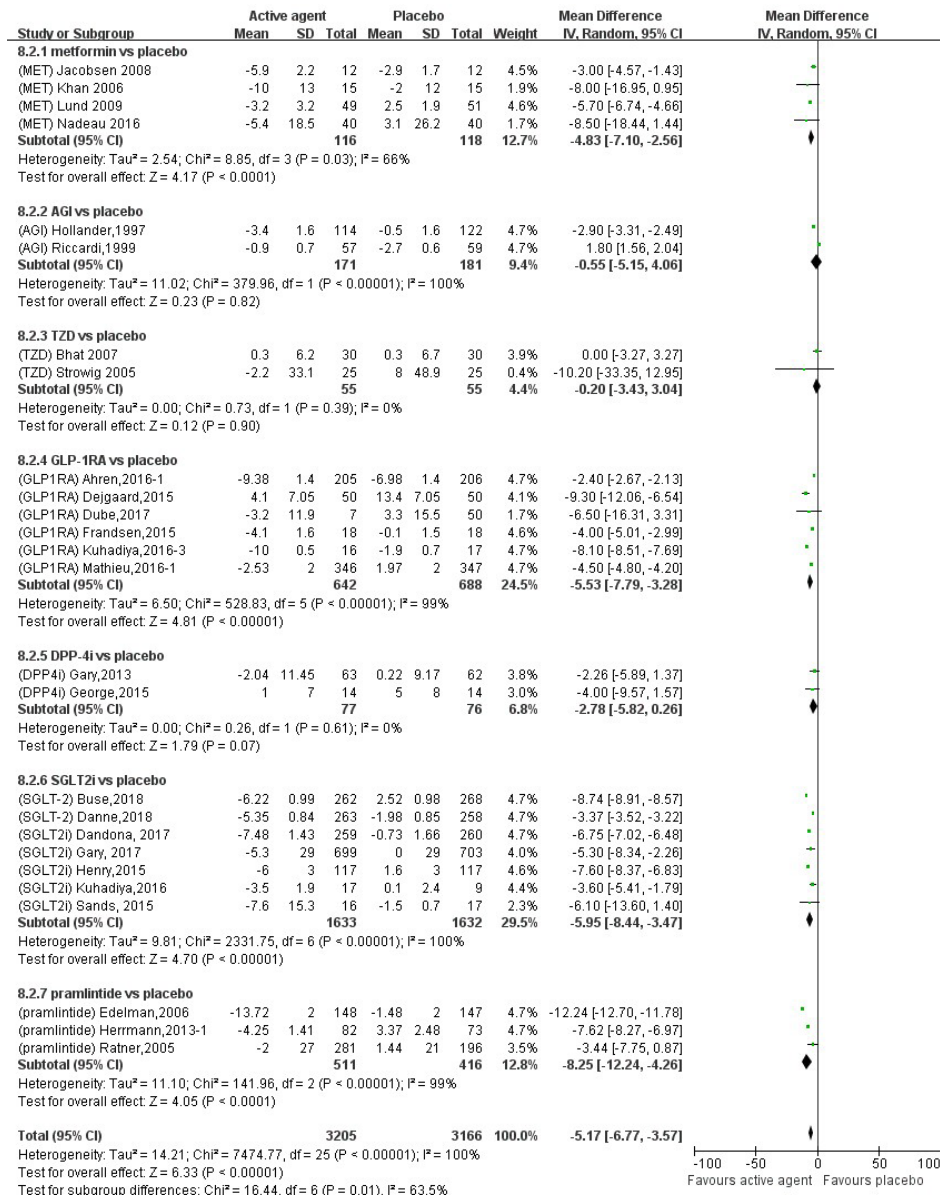 Active agent Placebo Mean Difference Mean Difference
Study or Subgroup Mean SD Total Mean SD Total Weight IV, Random, 95% CI IV, Random, 95% CI
8.2.1 metformin vs placebo
(MET) Jacobsen 2008 -5.9 2.2 12 -2.9 1.7 12 4.5% -3.00 [-4.57, -1.43]
(MET) Khan 2006 -10 13 15 -2 12 15 1.9% -8.00 [-16.95, 0.95]
(MET) Lund 2009 -3.2 3.2 49 2.5 1.9 51 4.6% -5.70 [-6.74, -4.66]
(MET) Nadeau 2016 -5.4 18.5 40 3.1 26.2 40 1.7% -8.50 [-18.44, 1.44]
Subtotal (95% CI) 116 118 12.7% -4.83 [-7.10, -2.56]
Heterogeneity: Tau² = 2.54; Chi² = 8.85, df = 3 (P = 0.03); I² = 66%
Test for overall effect: Z = 4.17 (P < 0.0001)
8.2.2 AGI vs placebo
(AGI) Hollander,1997 -3.4 1.6 114 -0.5 1.6 122 4.7% -2.90 [-3.31, -2.49]
(AGI) Riccardi,1999 -0.9 0.7 57 -2.7 0.6 59 4.7% 1.80 [1.56, 2.04]
Subtotal (95% CI) 171 181 9.4% -0.55 [-5.15, 4.06]
Heterogeneity: Tau² = 11.02; Chi² = 379.96, df = 1 (P < 0.00001); I² = 100%
Test for overall effect: Z = 0.23 (P = 0.82)
8.2.3 TZD vs placebo
(TZD) Bhat 2007 0.3 6.2 30 0.3 6.7 30 3.9% 0.00 [-3.27, 3.27]
(TZD) Strowig 2005 -2.2 33.1 25 8 48.9 25 0.4% -10.20 [-33.35, 12.95]
Subtotal (95% CI) 55 55 4.4% -0.20 [-3.43, 3.04]
Heterogeneity: Tau² = 0.00; Chi² = 0.73, df = 1 (P = 0.39); I² = 0%
Test for overall effect: Z = 0.12 (P = 0.90)
8.2.4 GLP-1RA vs placebo
(GLP1RA) Ahren,2016-1 -9.38 1.4 205 -6.98 1.4 206 4.7% -2.40 [-2.67, -2.13]
(GLP1RA) Dejgaard,2015 4.1 7.05 50 13.4 7.05 50 4.1% -9.30 [-12.06, -6.54]
(GLP1RA) Dube,2017 -3.2 11.9 7 3.3 15.5 50 1.7% -6.50 [-16.31, 3.31]
(GLP1RA) Frandsen,2015 -4.1 1.6 18 -0.1 1.5 18 4.6% -4.00 [-5.01, -2.99]
(GLP1RA) Kuhadiya,2016-3 -10 0.5 16 -1.9 0.7 17 4.7% -8.10 [-8.51, -7.69]
(GLP1RA) Mathieu,2016-1 -2.53 2 346 1.97 2 347 4.7% -4.50 [-4.80, -4.20]
Subtotal (95% CI) 642 688 24.5% -5.53 [-7.79, -3.28]
Heterogeneity: Tau² = 6.50; Chi² = 528.83, df = 5 (P < 0.00001); I² = 99%
Test for overall effect: Z = 4.81 (P < 0.00001)
8.2.5 DPP-4i vs placebo
(DPP4i) Gary,2013 -2.04 11.45 63 0.22 9.17 62 3.8% -2.26 [-5.89, 1.37]
(DPP4i) George,2015 1 7 14 5 8 14 3.0% -4.00 [-9.57, 1.57]
Subtotal (95% CI) 77 76 6.8% -2.78 [-5.82, 0.26]
Heterogeneity: Tau² = 0.00; Chi² = 0.26, df = 1 (P = 0.61); I² = 0%
Test for overall effect: Z = 1.79 (P = 0.07)
8.2.6 SGLT2i vs placebo
(SGLT-2) Buse,2018 -6.22 0.99 262 2.52 0.98 268 4.7% -8.74 [-8.91, -8.57]
(SGLT-2) Danne,2018 -5.35 0.84 263 -1.98 0.85 258 4.7% -3.37 [-3.52, -3.22]
(SGLT2i) Dandona, 2017 -7.48 1.43 259 -0.73 1.66 260 4.7% -6.75 [-7.02, -6.48]
(SGLT2i) Gary, 2017 -5.3 29 699 0 29 703 4.0% -5.30 [-8.34, -2.26]
(SGLT2i) Henry,2015 -6 3 117 1.6 3 117 4.7% -7.60 [-8.37, -6.83]
(SGLT2i) Kuhadiya,2016 -3.5 1.9 17 0.1 2.4 9 4.4% -3.60 [-5.41, -1.79]
(SGLT2i) Sands, 2015 -7.6 15.3 16 -1.5 0.7 17 2.3% -6.10 [-13.60, 1.40]
Subtotal (95% CI) 1633 1632 29.5% -5.95 [-8.44, -3.47]
Heterogeneity: Tau² = 9.81; Chi² = 2331.75, df = 6 (P < 0.00001); I² = 100%
Test for overall effect: Z = 4.70 (P < 0.00001)
8.2.7 pramlintide vs placebo
(pramlintide) Edelman,2006 -13.72 2 148 -1.48 2 147 4.7% -12.24 [-12.70, -11.78]
(pramlintide) Herrmann,2013-1 -4.25 1.41 82 3.37 2.48 73 4.7% -7.62 [-8.27, -6.97]
(pramlintide) Ratner,2005 -2 27 281 1.44 21 196 3.5% -3.44 [-7.75, 0.87]
Subtotal (95% CI) 511 416 12.8% -8.25 [-12.24, -4.26]
Heterogeneity: Tau² = 11.10; Chi² = 141.96, df = 2 (P < 0.00001); I² = 99%
Test for overall effect: Z = 4.05 (P < 0.0001)
Total (95% CI) 3205 3166 100.0% -5.17 [-6.77, -3.57]
Heterogeneity: Tau² = 14.21; Chi² = 7474.77, df = 25 (P < 0.00001); I² = 100%
Test for overall effect: Z = 6.33 (P < 0.00001)
Test for subgroup differences: Chi² = 16.44, df = 6 (P = 0.01), I² = 63.5%
-100 -50 0 50 100
Favours active agent Favours placebo